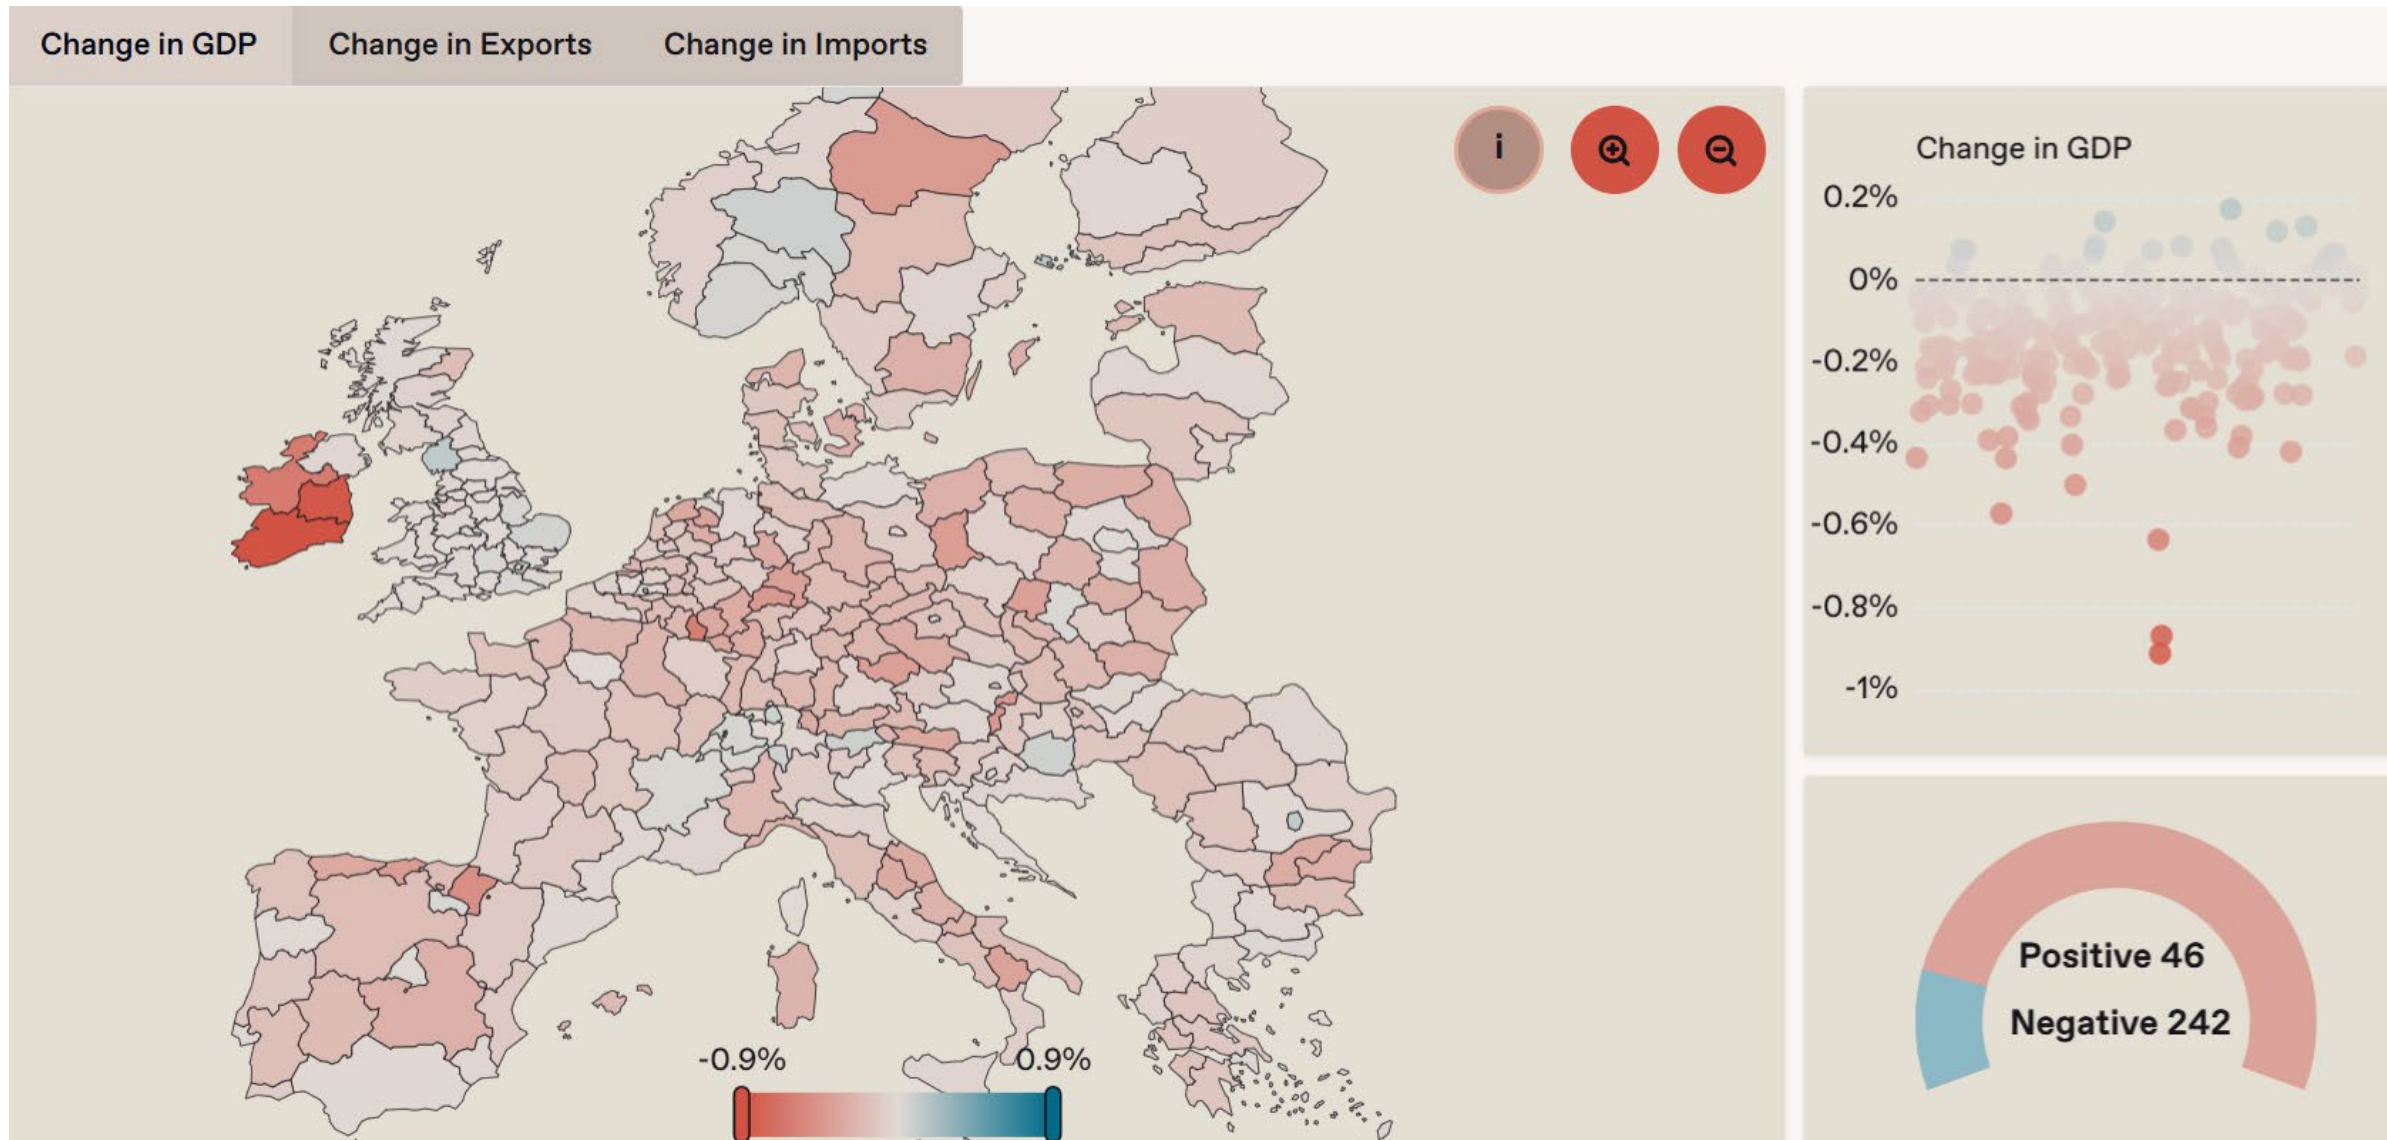 Change in GDP
Change in Exports
Change in Imports
i
Change in GDP
0.2%
0%
-0.2%
-0.4%
-0.6%
-0.8%
-1%
Positive 46
Negative 242
-0.9%
0.9%